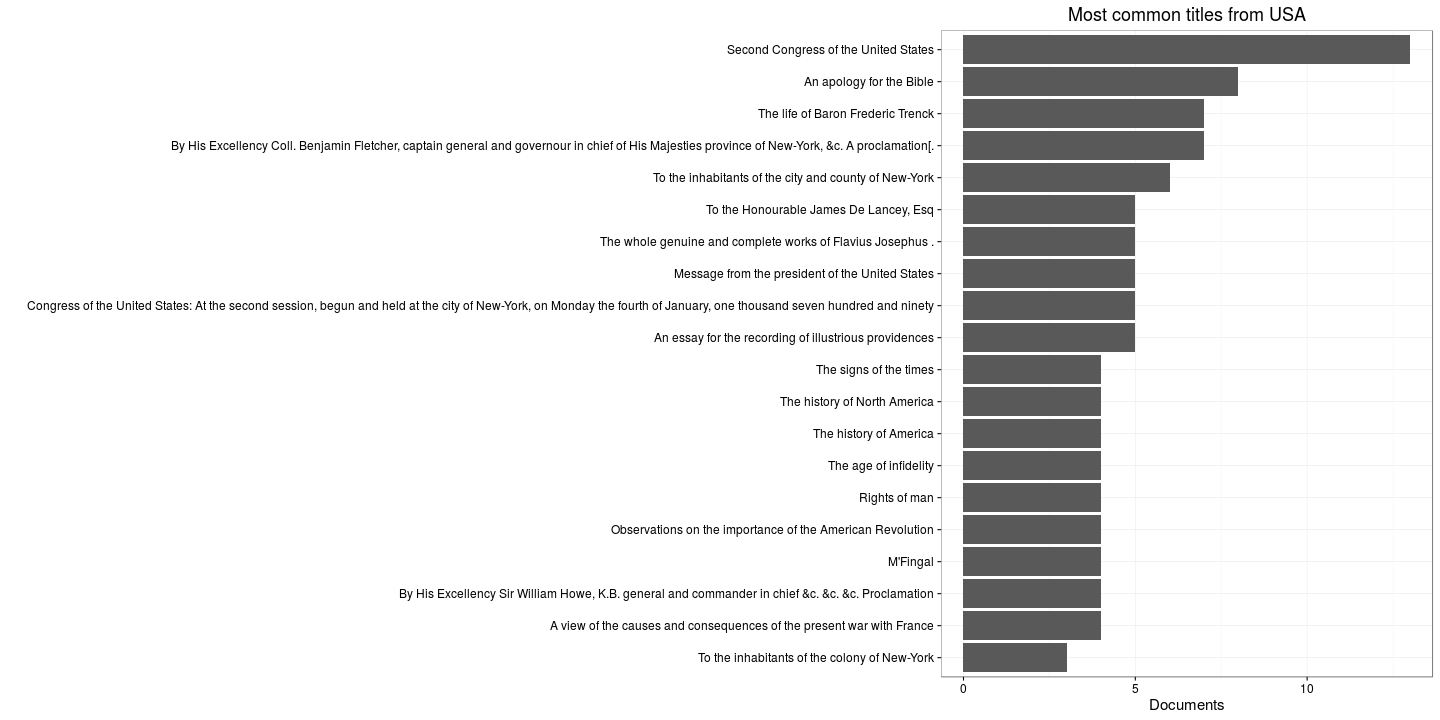 Most common titles from USA
Second Congress of the United States
An apology for the Bible
The life of Baron Frederic Trenck
By His Excellency Coll. Benjamin Fletcher, captain general and governour in chief of His Majesties province of New-York, &c. A proclamation[.
To the inhabitants of the city and county of New-York
To the Honourable James De Lancey, Esq
The whole genuine and complete works of Flavius Josephus .
Message from the president of the United States
Congress of the United States: At the second session, begun and held at the city of New-York, on Monday the fourth of January, one thousand seven hundred and ninety
An essay for the recording of illustrious providences
The signs of the times
The history of North America
The history of America
The age of infidelity
Rights of man
Observations on the importance of the American Revolution
M'Fingal
By His Excellency Sir William Howe, K.B. general and commander in chief &c. &c. &c. Proclamation
A view of the causes and consequences of the present war with France
To the inhabitants of the colony of New-York
0 5 10
Documents